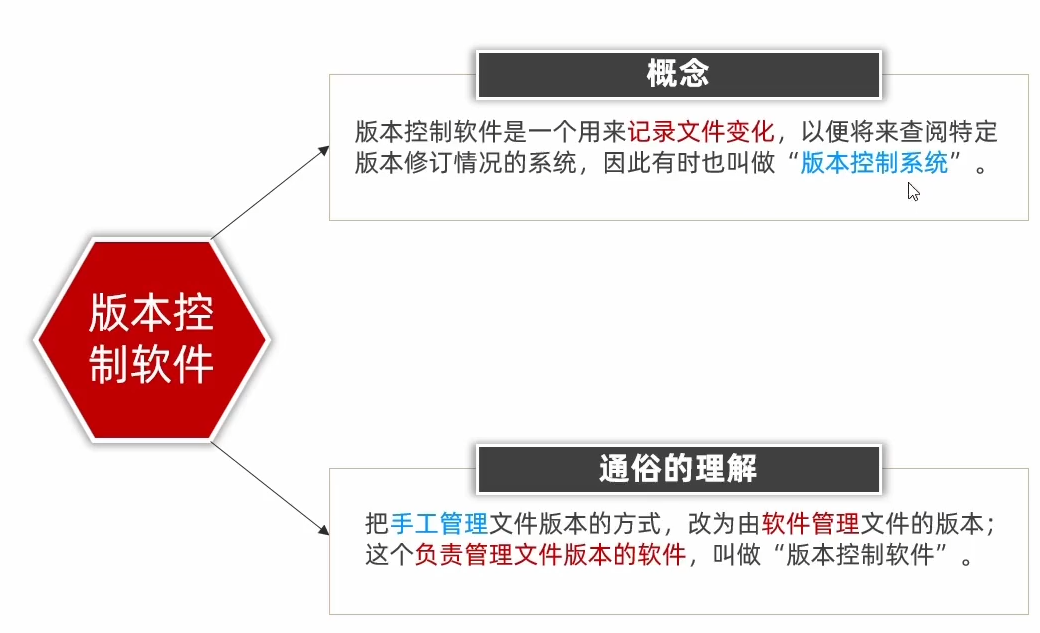 概念
版本控制软件是一个用来记录文件变化，以便将来查阅特定
版本修订情况的系统，因此有时也叫做“版本控制系统”。
版本控
制软件
通俗的理解
把手工管理文件版本的方式，改为由软件管理文件的版本；
这个负责管理文件版本的软件，叫做“版本控制软件”。